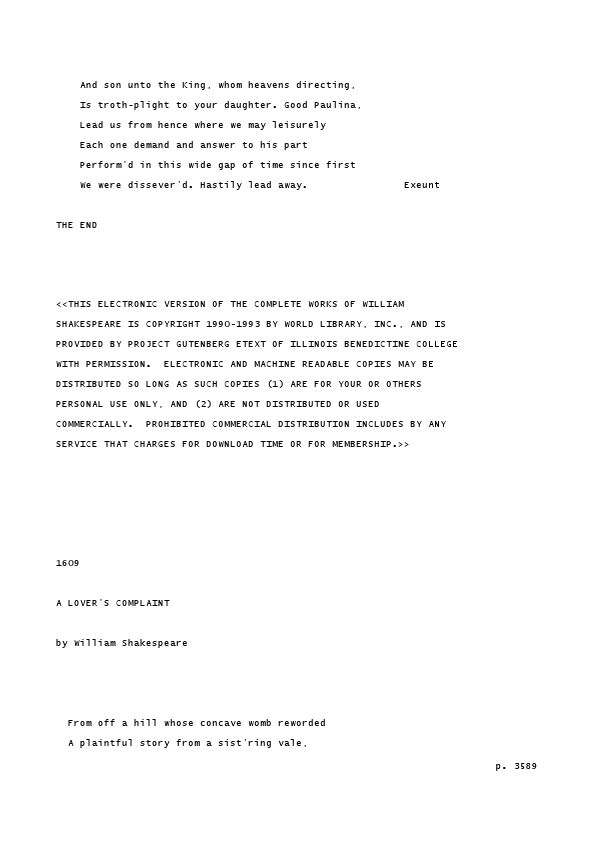 And son unto the King, whom heavens directing,
Is troth-plight to your daughter. Good Paulina,
Lead us from hence where we may leisurely
Each one demand and answer to his part
Perform'd in this wide gap of time since first
We were dissever'd. Hastily lead away. Exeunt
THE END
<<THIS ELECTRONIC VERSION OF THE COMPLETE WORKS OF WILLIAM
SHAKESPEARE IS COPYRIGHT 1990-1993 BY WORLD LIBRARY, INC., AND IS
PROVIDED BY PROJECT GUTENBERG ETEXT OF ILLINOIS BENEDICTINE COLLEGE
WITH PERMISSION.  ELECTRONIC AND MACHINE READABLE COPIES MAY BE
DISTRIBUTED SO LONG AS SUCH COPIES (1) ARE FOR YOUR OR OTHERS
PERSONAL USE ONLY, AND (2) ARE NOT DISTRIBUTED OR USED
COMMERCIALLY.  PROHIBITED COMMERCIAL DISTRIBUTION INCLUDES BY ANY
SERVICE THAT CHARGES FOR DOWNLOAD TIME OR FOR MEMBERSHIP.>>
1609
A LOVER'S COMPLAINT
by William Shakespeare
From off a hill whose concave womb reworded
A plaintful story from a sist'ring vale,
p. 3589